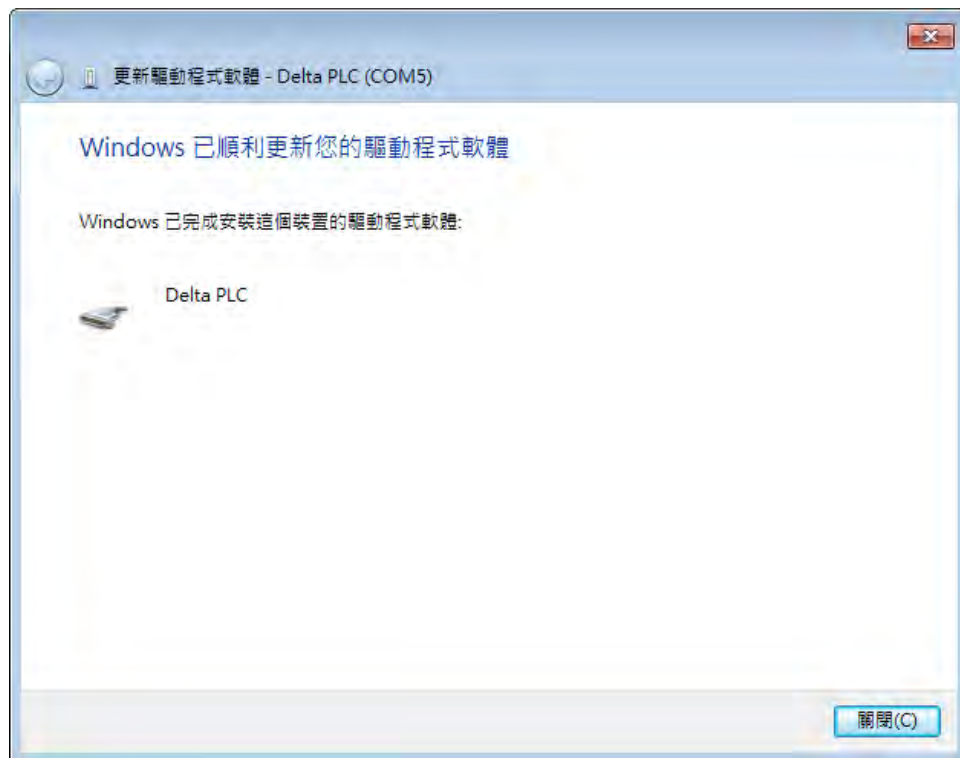 更新驅動程式軟體 - Delta PLC (COM5)
Windows 已順利更新您的驅動程式軟體
Windows 已完成安裝這個裝置的驅動程式軟體:
Delta PLC
關閉(C)